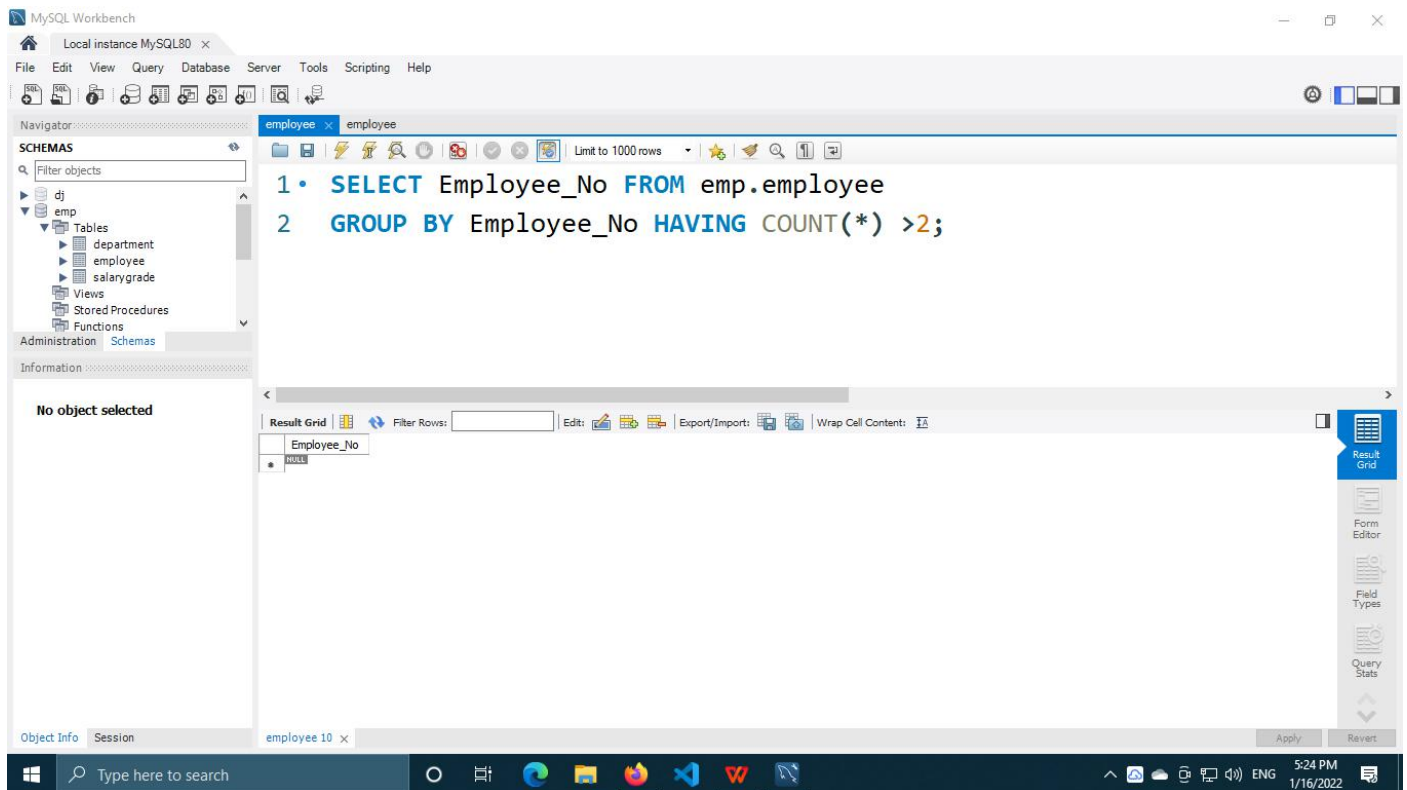 MySQL Workbench
Local instance MySQL80
File Edit View Query Database Server Tools Scripting Help
Navigator
employee employee
SCHEMAS
Limit to 1000 rows
Filter objects
dj
emp
Tables
department
employee
salarygrade
Views
Stored Procedures
Functions
Administration Schemas
Information
No object selected
1 SELECT Employee_No FROM emp.employee
2 GROUP BY Employee_No HAVING COUNT(*) >2;
Result Grid Filter Rows: Edit: Export/Import: Wrap Cell Content:
Employee_No
NULL
Result
Grid
Form
Editor
Field
Types
Query
Stats
Object Info Session
employee 10
Apply Revert
Type here to search
ENG
5:24 PM
1/16/2022